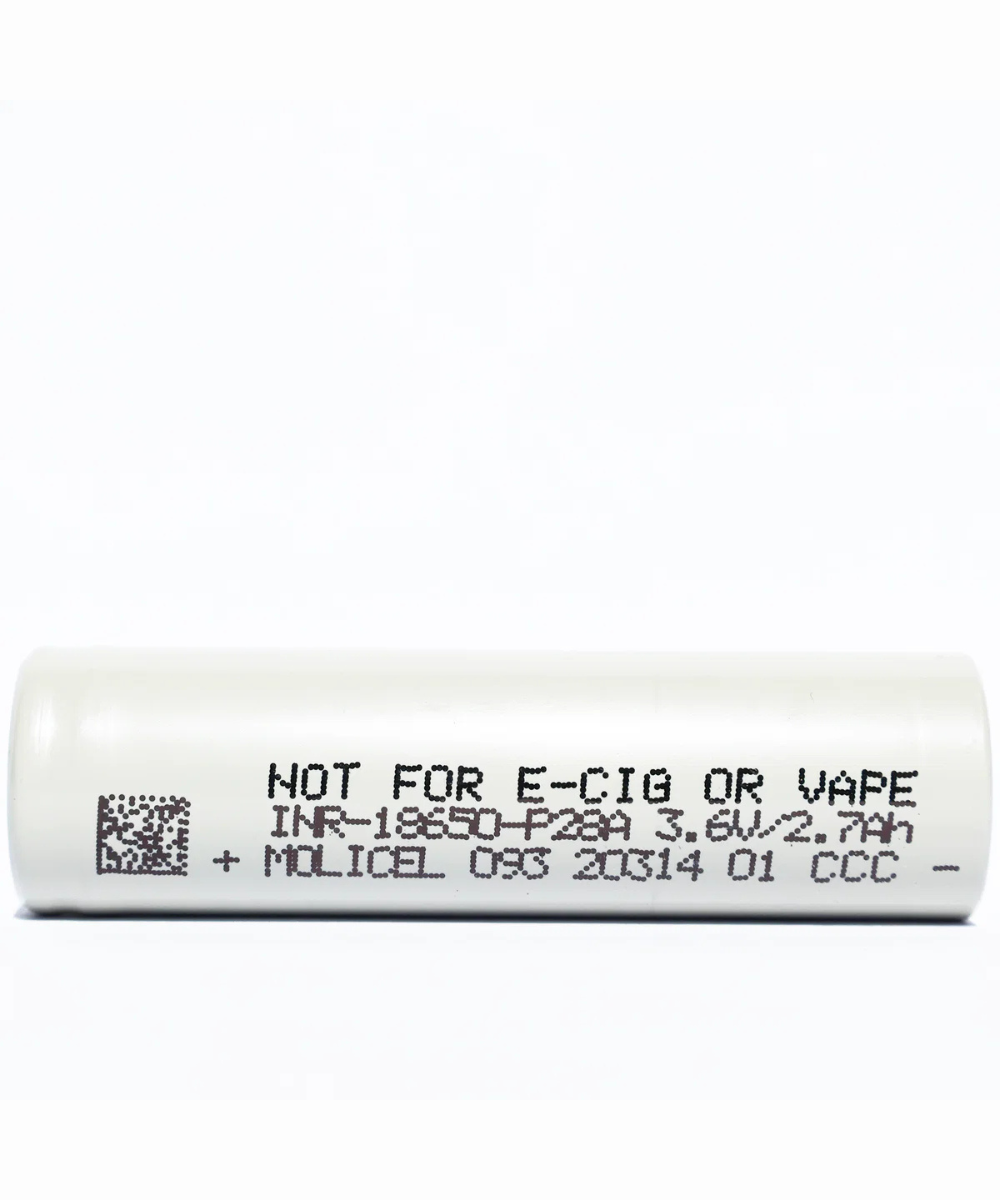 NOT FOR E-CIG OR VAPE
INR-18650-P28A 3.6V/2.7Ah
+ MOLICEL 093 20314 01 CCC -